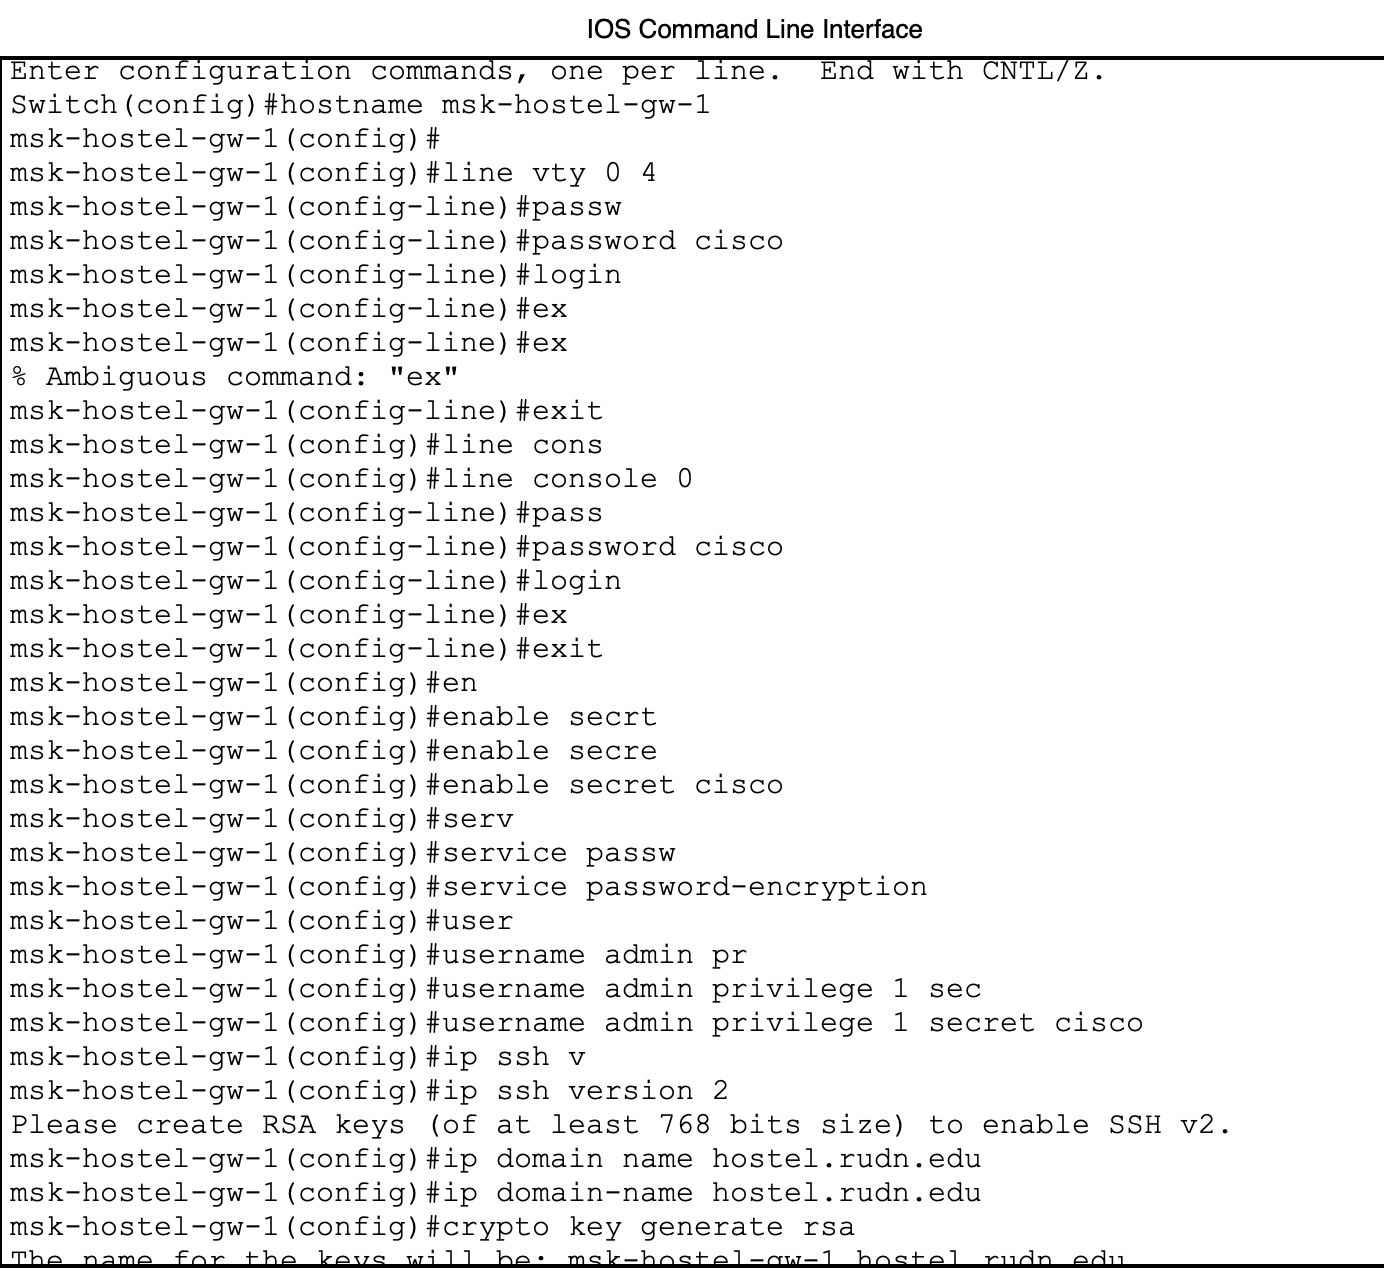 IOS Command Line Interface
Enter configuration commands, one per line.  End with CNTL/Z.
Switch(config)#hostname msk-hostel-gw-1
msk-hostel-gw-1(config)#
msk-hostel-gw-1(config)#line vty 0 4
msk-hostel-gw-1(config-line)#passw
msk-hostel-gw-1(config-line)#password cisco
msk-hostel-gw-1(config-line)#login
msk-hostel-gw-1(config-line)#ex
msk-hostel-gw-1(config-line)#ex
% Ambiguous command: "ex"
msk-hostel-gw-1(config-line)#exit
msk-hostel-gw-1(config)#line cons
msk-hostel-gw-1(config)#line console 0
msk-hostel-gw-1(config-line)#pass
msk-hostel-gw-1(config-line)#password cisco
msk-hostel-gw-1(config-line)#login
msk-hostel-gw-1(config-line)#ex
msk-hostel-gw-1(config-line)#exit
msk-hostel-gw-1(config)#en
msk-hostel-gw-1(config)#enable secrt
msk-hostel-gw-1(config)#enable secre
msk-hostel-gw-1(config)#enable secret cisco
msk-hostel-gw-1(config)#serv
msk-hostel-gw-1(config)#service passw
msk-hostel-gw-1(config)#service password-encryption
msk-hostel-gw-1(config)#user
msk-hostel-gw-1(config)#username admin pr
msk-hostel-gw-1(config)#username admin privilege 1 sec
msk-hostel-gw-1(config)#username admin privilege 1 secret cisco
msk-hostel-gw-1(config)#ip ssh v
msk-hostel-gw-1(config)#ip ssh version 2
Please create RSA keys (of at least 768 bits size) to enable SSH v2.
msk-hostel-gw-1(config)#ip domain name hostel.rudn.edu
msk-hostel-gw-1(config)#ip domain-name hostel.rudn.edu
msk-hostel-gw-1(config)#crypto key generate rsa
The name for the keys will be: msk-hostel-gw-1.hostel.rudn.edu